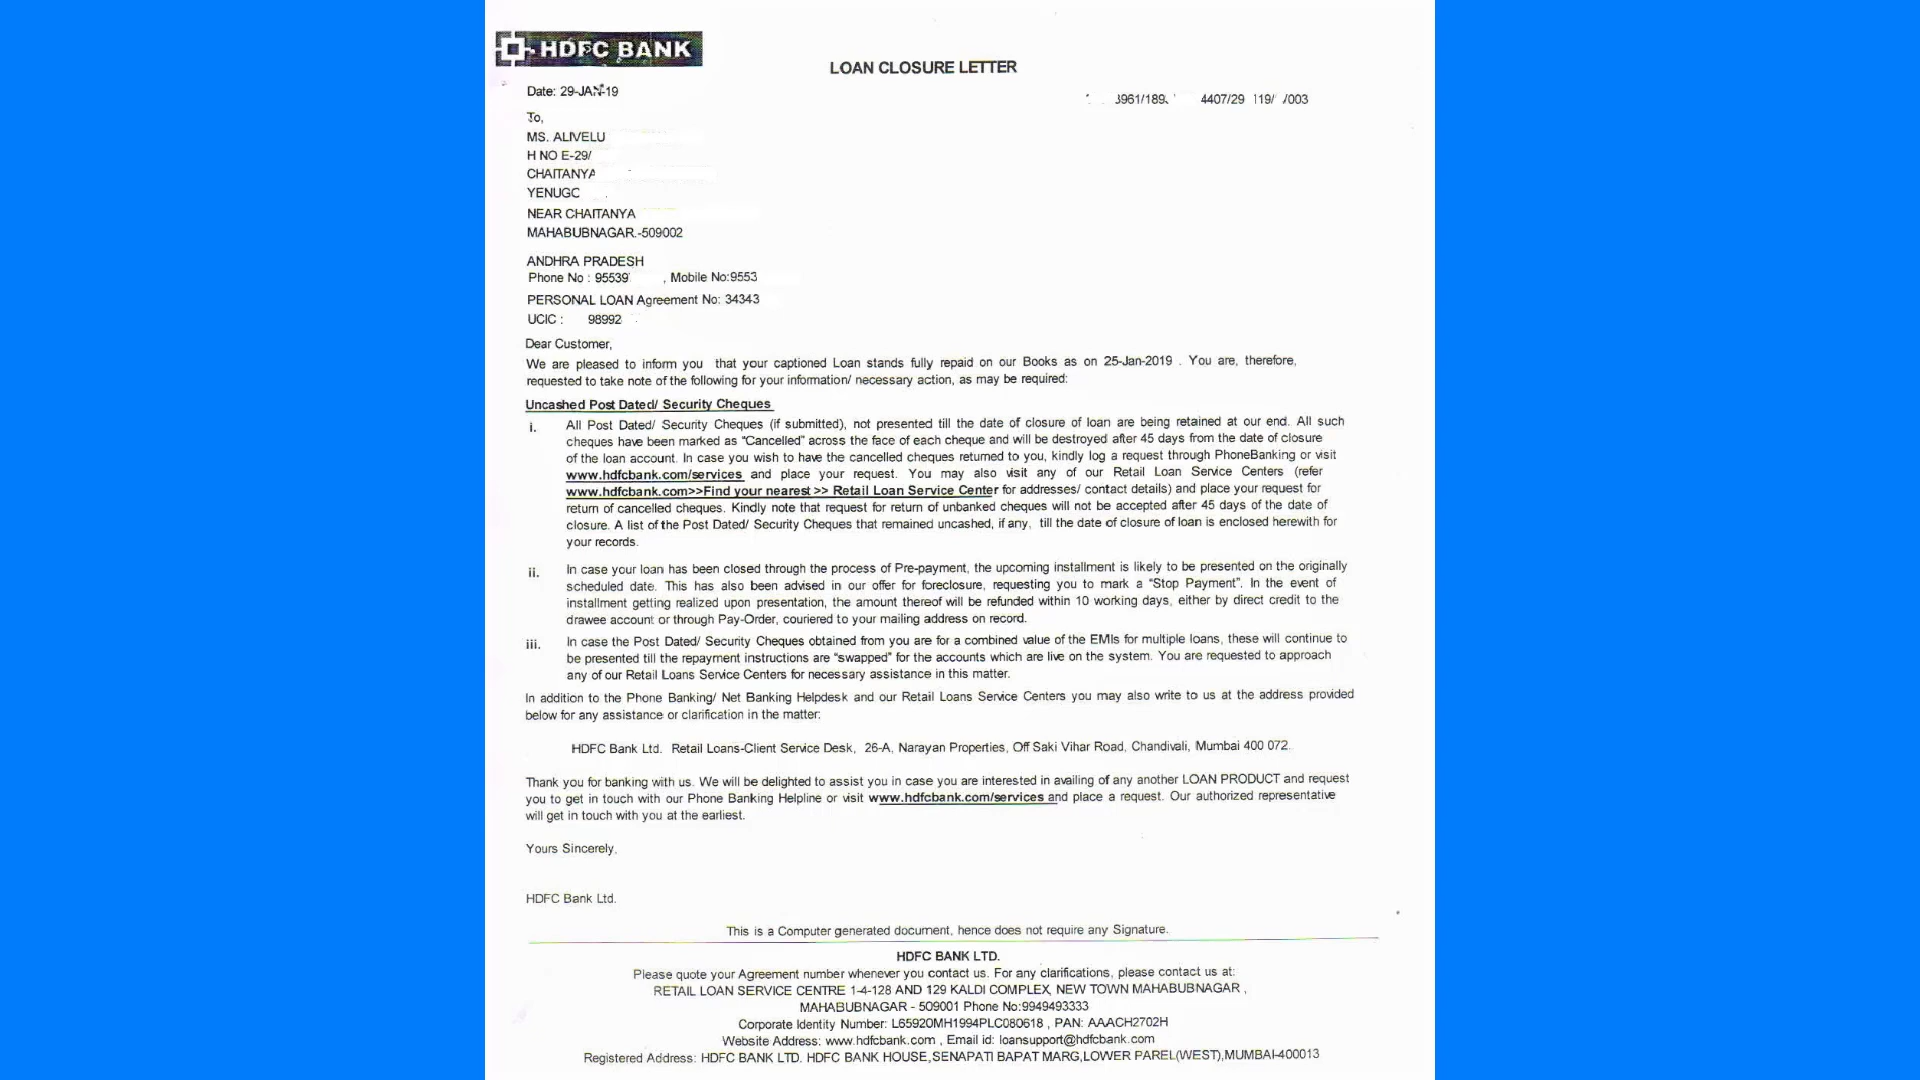 HDFC BANK
LOAN CLOSURE LETTER
Date: 29-JAN-19
3961/189 4407/29 119/ /003
To,
MS. ALIVELU
H NO E-29/
CHAITANYA
YENUGO
NEAR CHAITANYA
MAHABUBNAGAR.-509002
ANDHRA PRADESH
Phone No : 95539 , Mobile No:9553
PERSONAL LOAN Agreement No: 34343
UCIC : 98992
Dear Customer,
We are pleased to inform you that your captioned Loan stands fully repaid on our Books as on 25-Jan-2019 . You are, therefore,
requested to take note of the following for your information/ necessary action, as may be required:
Uncashed Post Dated/ Security Cheques
i. All Post Dated/ Security Cheques (if submitted), not presented till the date of closure of loan are being retained at our end. All such
cheques have been marked as “Cancelled” across the face of each cheque and will be destroyed after 45 days from the date of closure
of the loan account. In case you wish to have the cancelled cheques returned to you, kindly log a request through PhoneBanking or visit
www.hdfcbank.com/services and place your request. You may also visit any of our Retail Loan Service Centers (refer
www.hdfcbank.com>>Find your nearest >> Retail Loan Service Center for addresses/ contact details) and place your request for
return of cancelled cheques. Kindly note that request for return of unbanked cheques will not be accepted after 45 days of the date of
closure. A list of the Post Dated/ Security Cheques that remained uncashed, if any, till the date of closure of loan is enclosed herewith for
your records.
ii. In case your loan has been closed through the process of Pre-payment, the upcoming installment is likely to be presented on the originally
scheduled date. This has also been advised in our offer for foreclosure, requesting you to mark a “Stop Payment”. In the event of
installment getting realized upon presentation, the amount thereof will be refunded within 10 working days, either by direct credit to the
drawee account or through Pay-Order, couriered to your mailing address on record.
iii. In case the Post Dated/ Security Cheques obtained from you are for a combined value of the EMIs for multiple loans, these will continue to
be presented till the repayment instructions are “swapped” for the accounts which are live on the system. You are requested to approach
any of our Retail Loans Service Centers for necessary assistance in this matter.
In addition to the Phone Banking/ Net Banking Helpdesk and our Retail Loans Service Centers you may also write to us at the address provided
below for any assistance or clarification in the matter:
HDFC Bank Ltd. Retail Loans-Client Service Desk, 26-A, Narayan Properties, Off Saki Vihar Road, Chandivali, Mumbai 400 072.
Thank you for banking with us. We will be delighted to assist you in case you are interested in availing of any another LOAN PRODUCT and request
you to get in touch with our Phone Banking Helpline or visit www.hdfcbank.com/services and place a request. Our authorized representative
will get in touch with you at the earliest.
Yours Sincerely,
HDFC Bank Ltd.
This is a Computer generated document, hence does not require any Signature.
HDFC BANK LTD.
Please quote your Agreement number whenever you contact us. For any clarifications, please contact us at:
RETAIL LOAN SERVICE CENTRE 1-4-128 AND 129 KALDI COMPLEX, NEW TOWN MAHABUBNAGAR ,
MAHABUBNAGAR - 509001 Phone No:9949493333
Corporate Identity Number: L65920MH1994PLC080618 , PAN: AAACH2702H
Website Address: www.hdfcbank.com , Email id: loansupport@hdfcbank.com
Registered Address: HDFC BANK LTD. HDFC BANK HOUSE,SENAPATI BAPAT MARG,LOWER PAREL(WEST),MUMBAI-400013